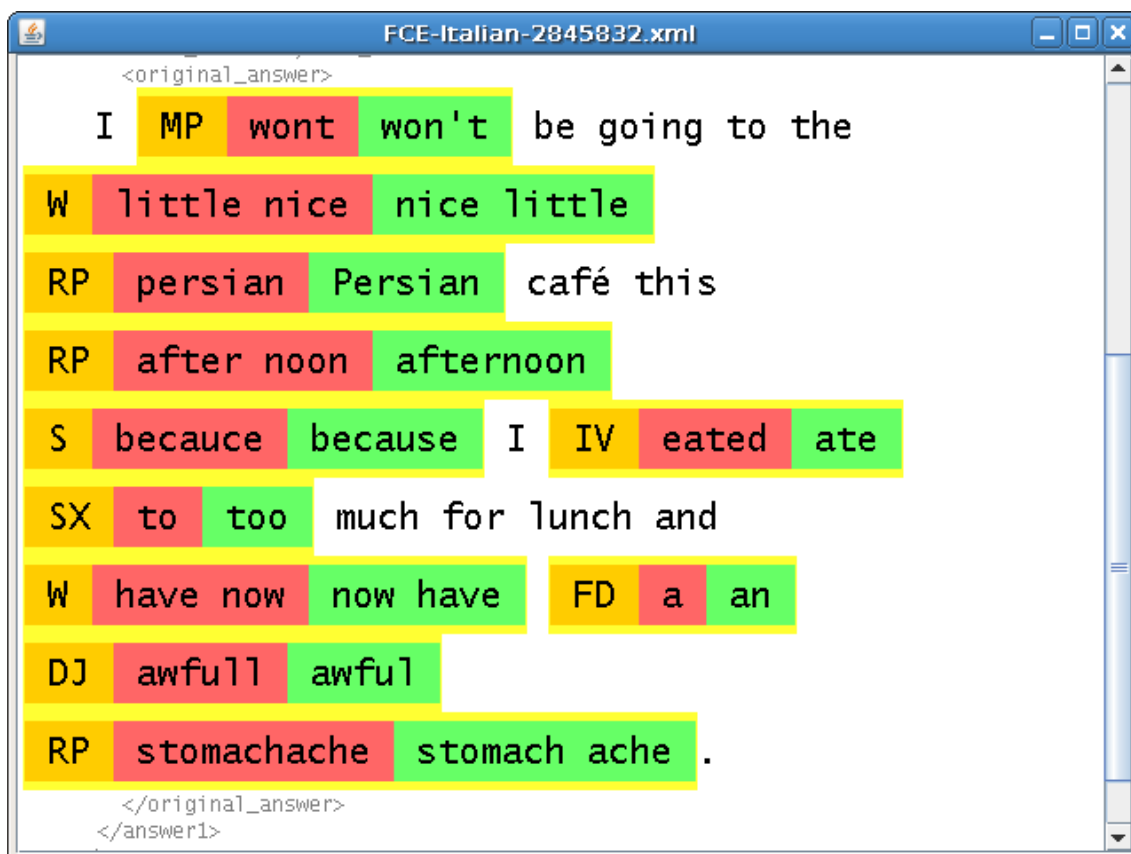 FCE-Italian-2845832.xml
<original_answer>
I MP wont won't be going to the
W little nice nice little
RP persian Persian café this
RP after noon afternoon
S becauce because I IV eated ate
SX to too much for lunch and
W have now now have FD a an
DJ awfull awful
RP stomachache stomach ache .
</original_answer>
</answer1>